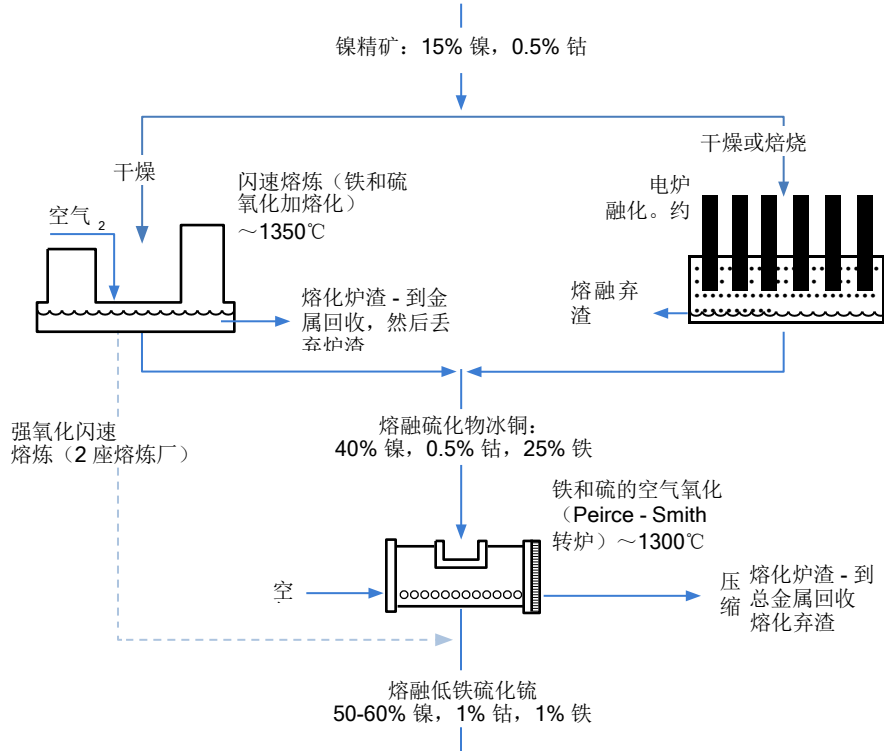 镍精矿：15% 镍，0.5% 钴
干燥
干燥或焙烧
闪速熔炼（铁和硫
氧化加熔化）
～1350℃
空气 2
电炉
融化。约
熔化炉渣 - 到金
属回收，然后丢
弃炉渣
熔融弃
渣
强氧化闪速
熔炼（2 座熔炼厂）
熔融硫化物冰铜：
40% 镍，0.5% 钴，25% 铁
铁和硫的空气氧化
（Peirce - Smith
转炉）～1300℃
空
压
缩
熔化炉渣 - 到
总金属回收
熔化弃渣
熔融低铁硫化锍
50-60% 镍，1% 钴，1% 铁